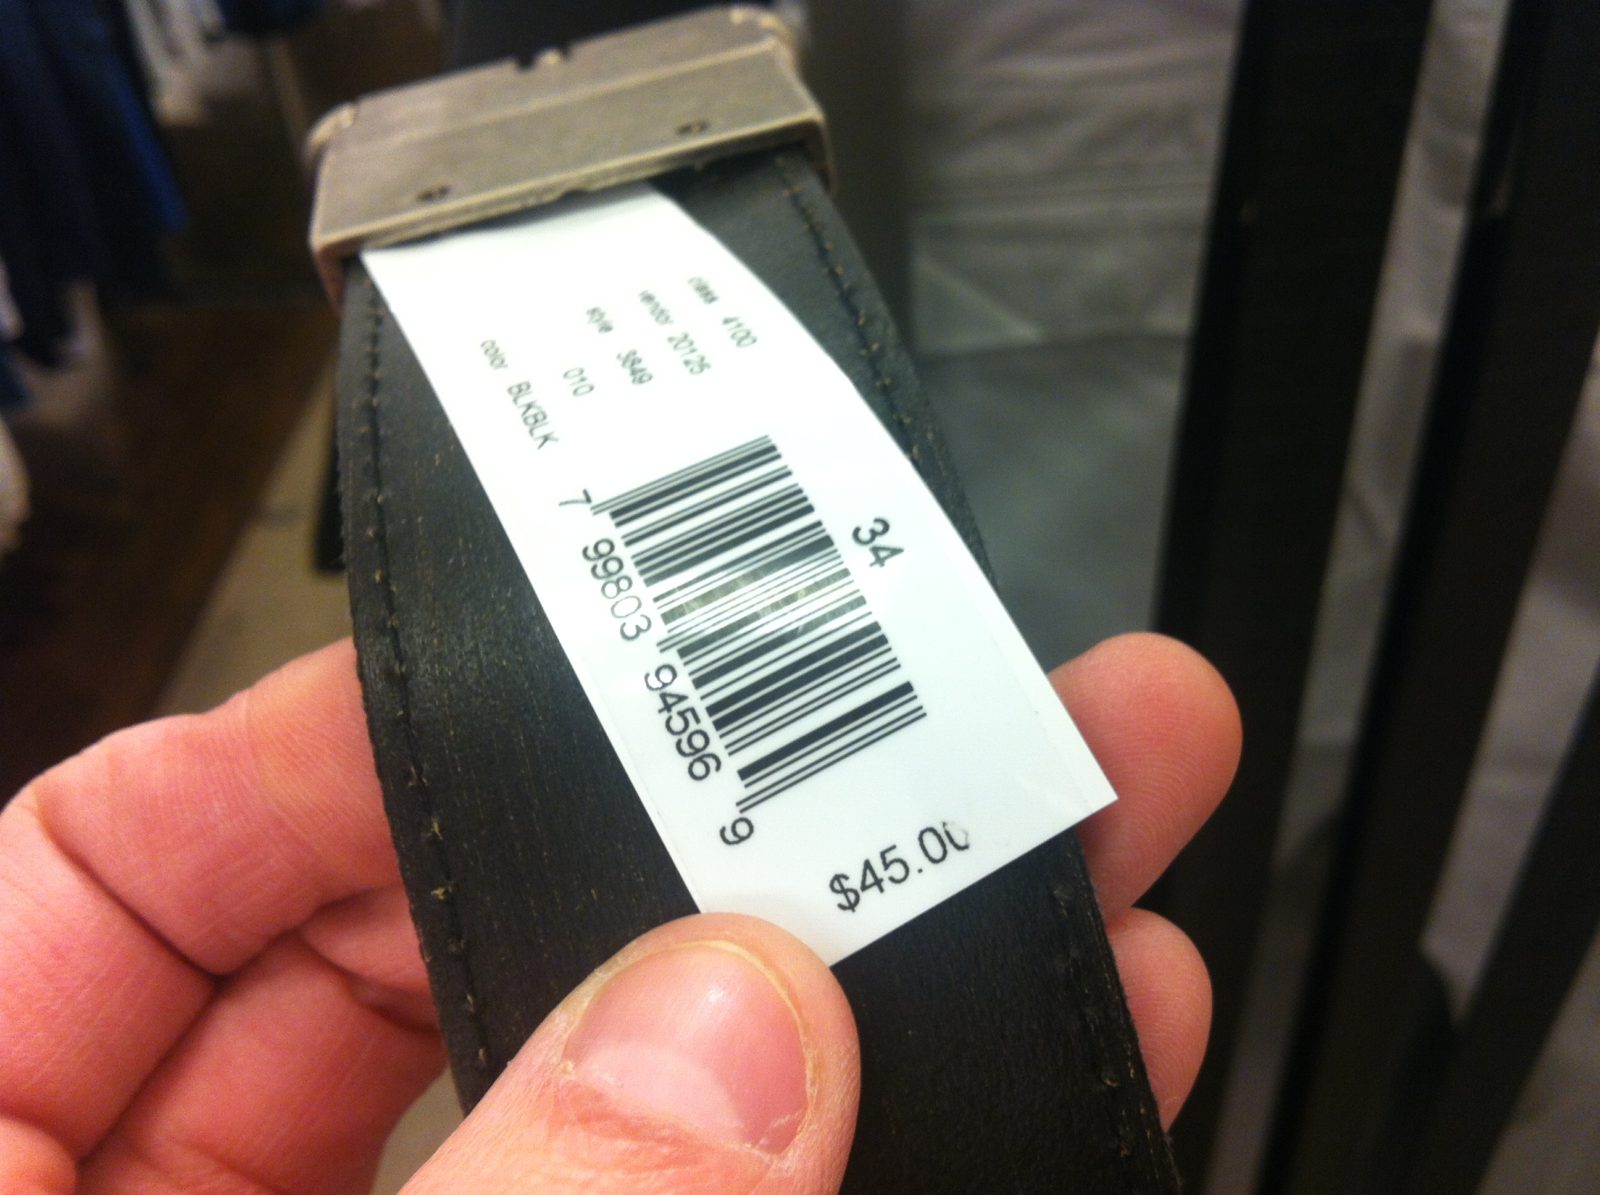 class 4100
vendor 20125
style 3849
010
color BLKBLK
34
7 99803 94596 9
$45.00